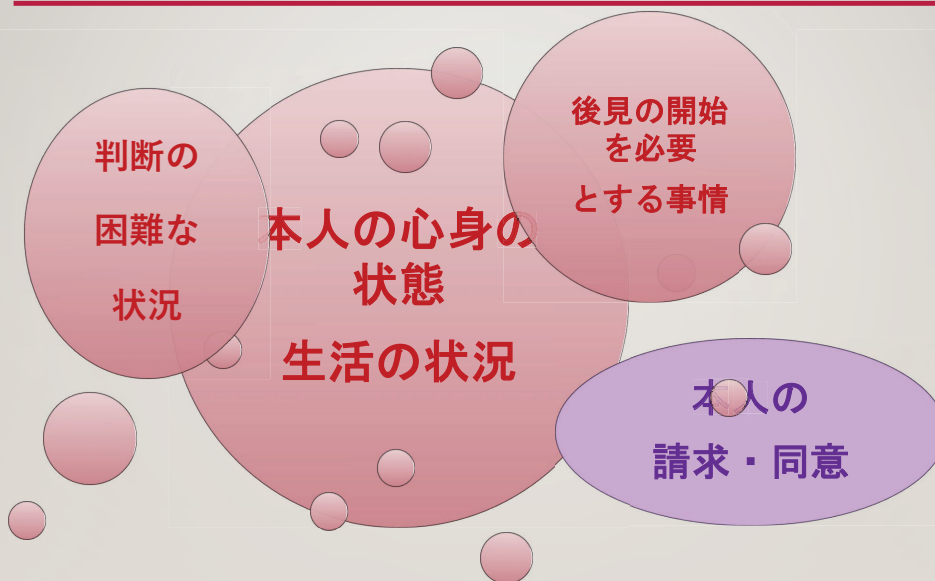 判断の
困難な
状況
本人の心身の
状態
生活の状況
後見の開始
を必要
とする事情
本人の
請求・同意